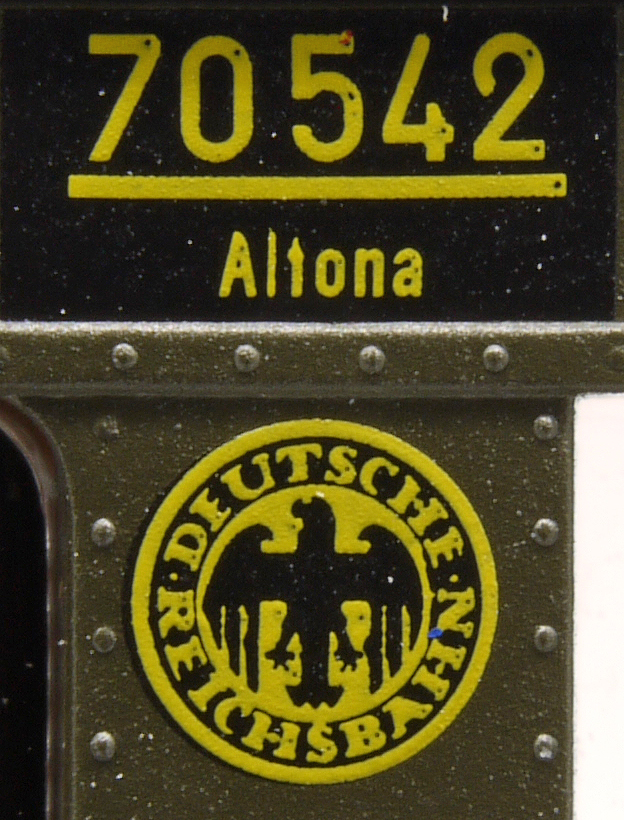 70542
Altona
DEUTSCHE
REICHSBAHN